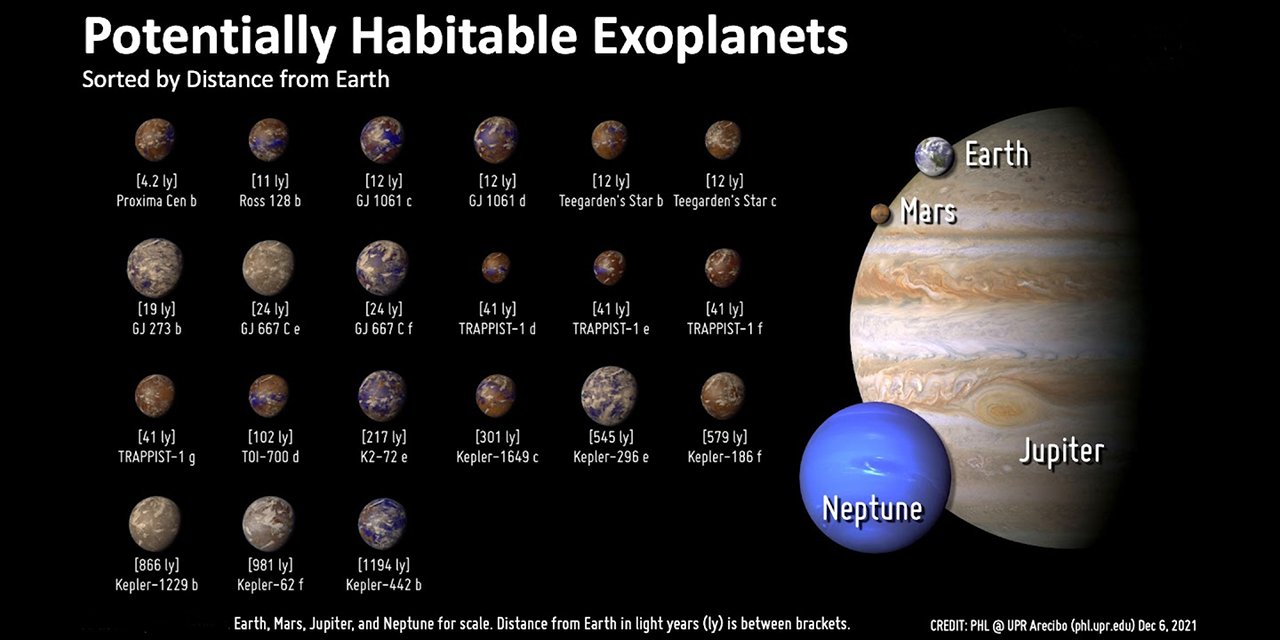 Potentially Habitable Exoplanets
Sorted by Distance from Earth
[4.2 ly]
Proxima Cen b
[11 ly]
Ross 128 b
[12 ly]
GJ 1061 c
[12 ly]
GJ 1061 d
[12 ly]
Teegarden's Star b
[12 ly]
Teegarden's Star c
[19 ly]
GJ 273 b
[24 ly]
GJ 667 C e
[24 ly]
GJ 667 C f
[41 ly]
TRAPPIST-1 d
[41 ly]
TRAPPIST-1 e
[41 ly]
TRAPPIST-1 f
[41 ly]
TRAPPIST-1 g
[102 ly]
TOI-700 d
[217 ly]
K2-72 e
[301 ly]
Kepler-1649 c
[545 ly]
Kepler-296 e
[579 ly]
Kepler-186 f
[866 ly]
Kepler-1229 b
[981 ly]
Kepler-62 f
[1194 ly]
Kepler-442 b
Earth
Mars
Jupiter
Neptune
Earth, Mars, Jupiter, and Neptune for scale. Distance from Earth in light years (ly) is between brackets.
CREDIT: PHL @ UPR Arecibo (phl.upr.edu) Dec 6, 2021